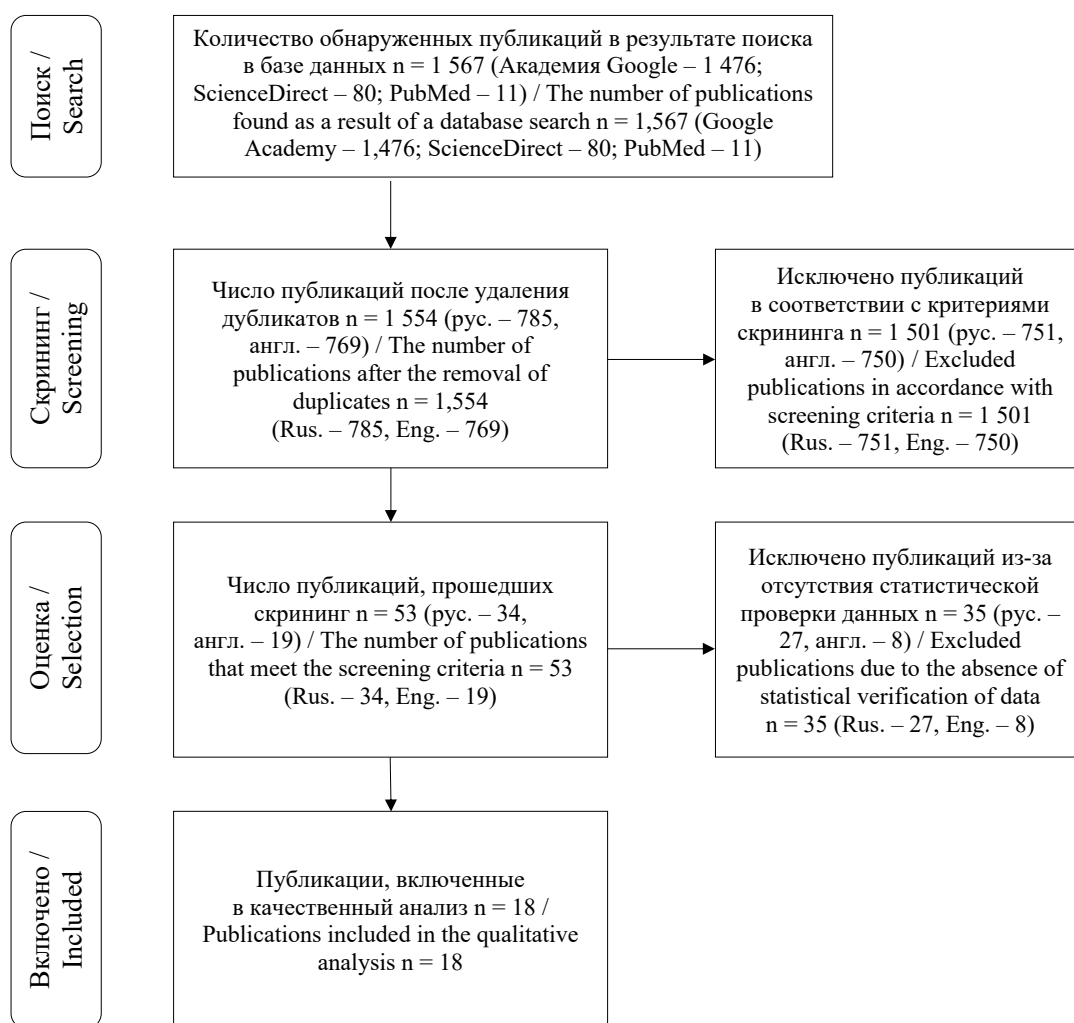 Поиск /
Search
Количество обнаруженных публикаций в результате поиска
в базе данных n = 1 567 (Академия Google – 1 476;
ScienceDirect – 80; PubMed – 11) / The number of publications
found as a result of a database search n = 1,567 (Google
Academy – 1,476; ScienceDirect – 80; PubMed – 11)
Скрининг /
Screening
Число публикаций после удаления
дубликатов n = 1 554 (рус. – 785,
англ. – 769) / The number of
publications after the removal of
duplicates n = 1,554
(Rus. – 785, Eng. – 769)
Исключено публикаций
в соответствии с критериями
скрининга n = 1 501 (рус. – 751,
англ. – 750) / Excluded
publications in accordance with
screening criteria n = 1 501
(Rus. – 751, Eng. – 750)
Оценка /
Selection
Число публикаций, прошедших
скрининг n = 53 (рус. – 34,
англ. – 19) / The number of publications
that meet the screening criteria n = 53
(Rus. – 34, Eng. – 19)
Исключено публикаций из-за
отсутствия статистической
проверки данных n = 35 (рус. –
27, англ. – 8) / Excluded
publications due to the absence of
statistical verification of data
n = 35 (Rus. – 27, Eng. – 8)
Включено /
Included
Публикации, включенные
в качественный анализ n = 18 /
Publications included in the qualitative
analysis n = 18